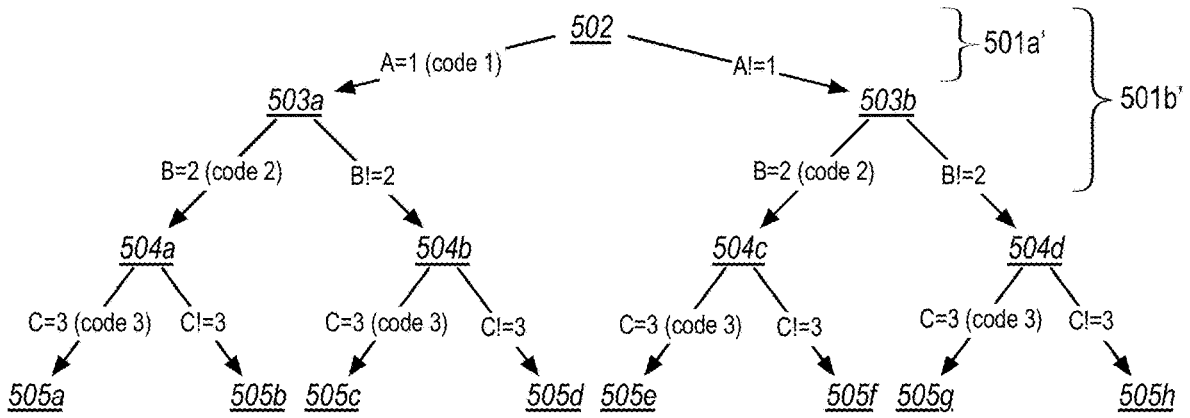 502
501a'
A=1 (code 1)
A!=1
501b'
503a
503b
B=2 (code 2)
B!=2
B=2 (code 2)
B!=2
504a
504b
504c
504d
C=3 (code 3)
C!=3
C=3 (code 3)
C!=3
C=3 (code 3)
C!=3
C=3 (code 3)
C!=3
505a
505b
505c
505d
505e
505f
505g
505h